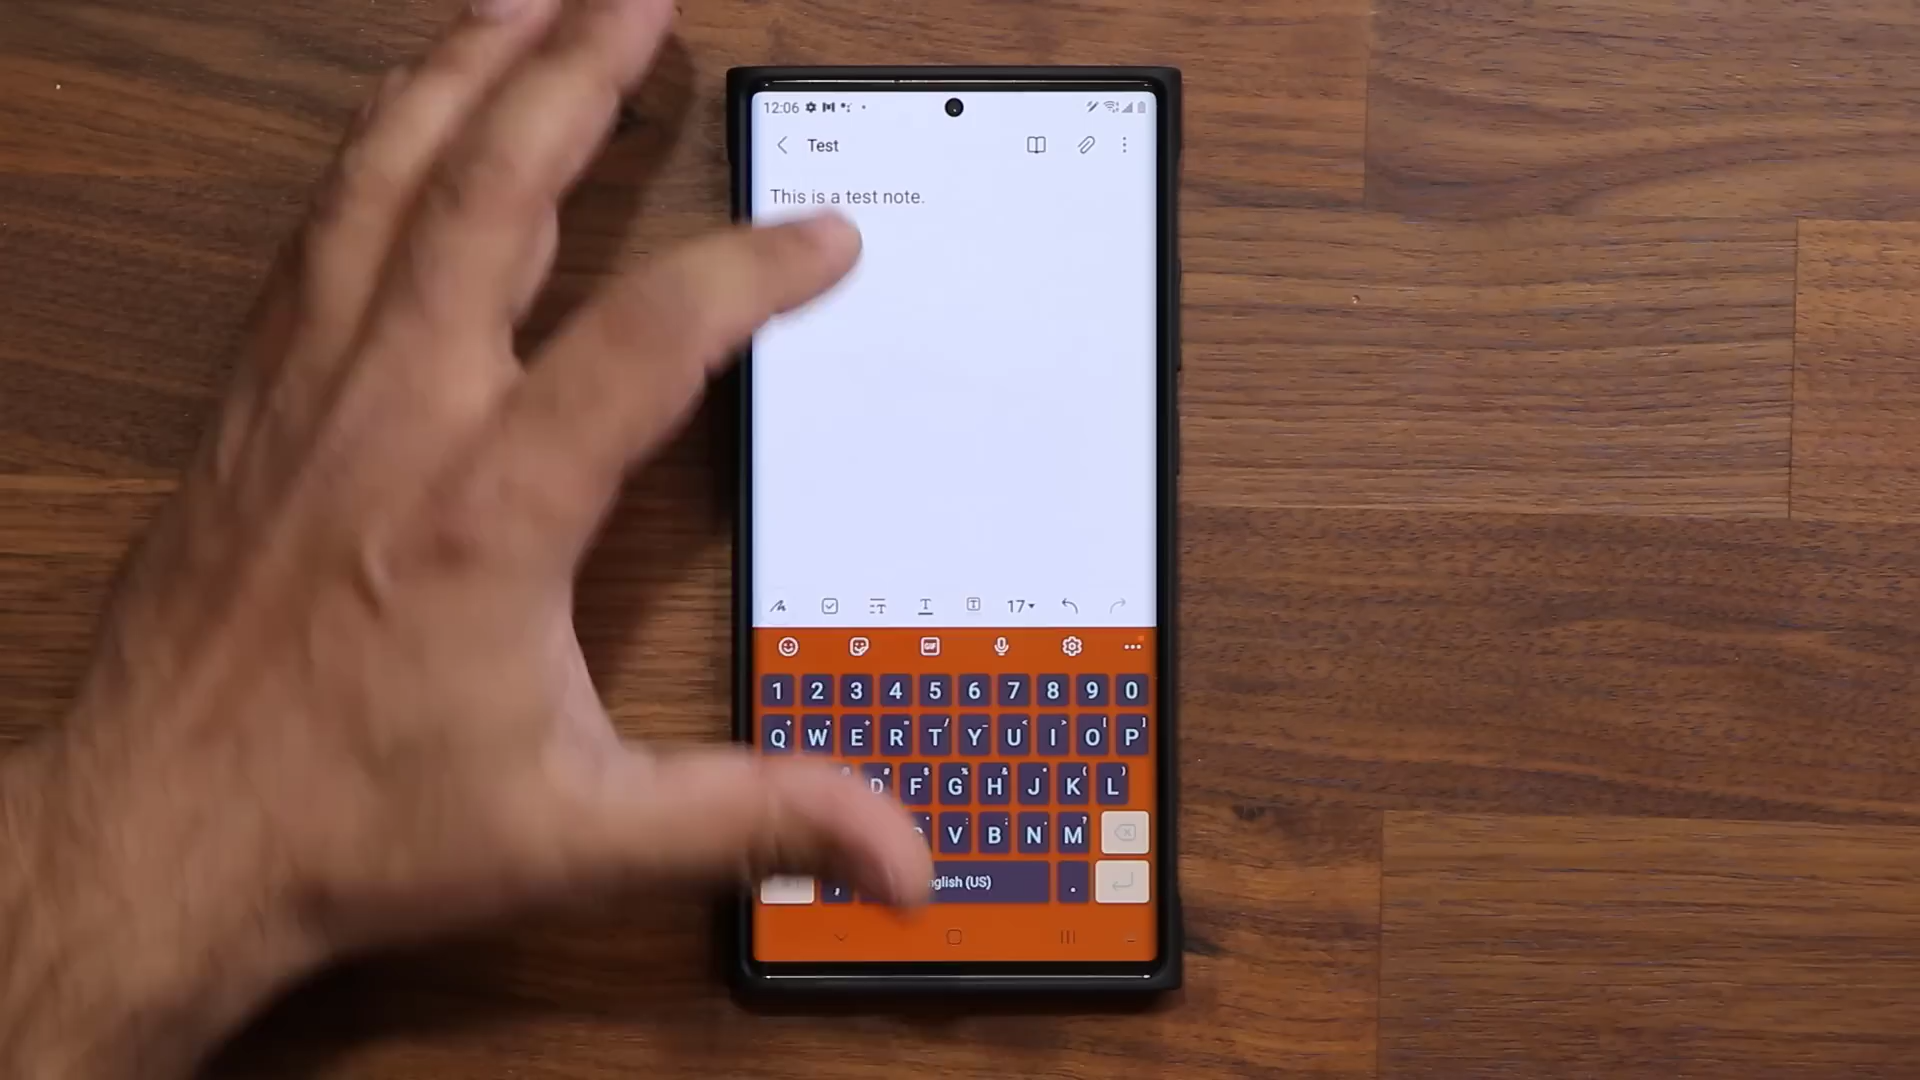 12:06
Test
This is a test note.
17
GIF
1 2 3 4 5 6 7 8 9 0
Q W E R T Y U I O P
D F G H J K L
V B N M
, nglish (US) .